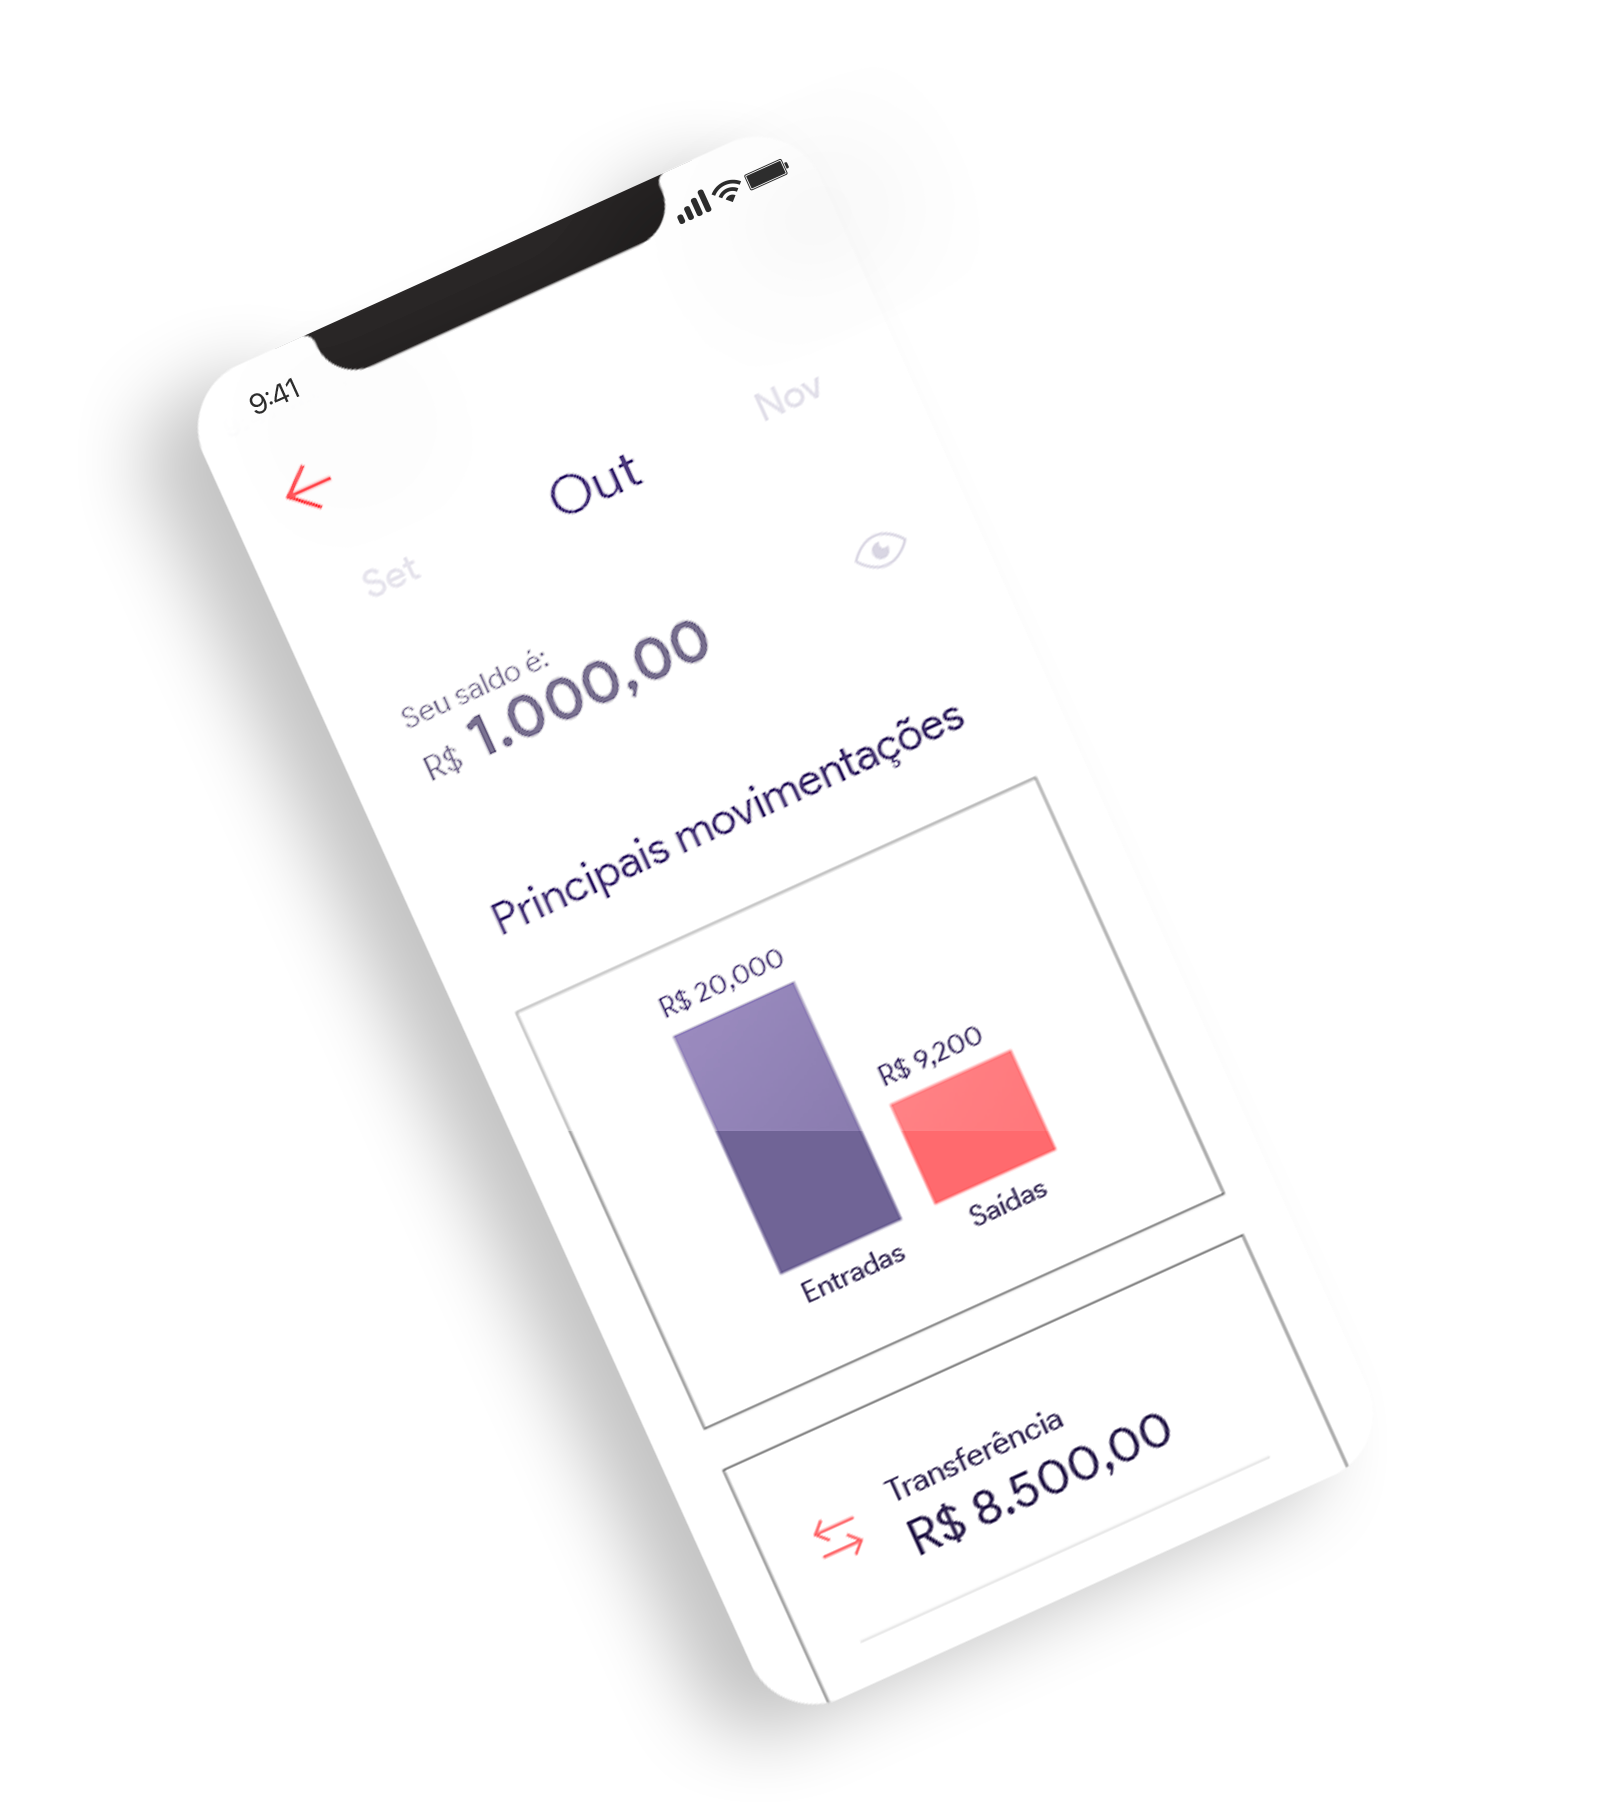 9:41
Set
Out
Nov
Seu saldo é:
R$ 1.000,00
Principais movimentações
R$ 20,000
R$ 9,200
Entradas
Saídas
Transferência
R$ 8.500,00